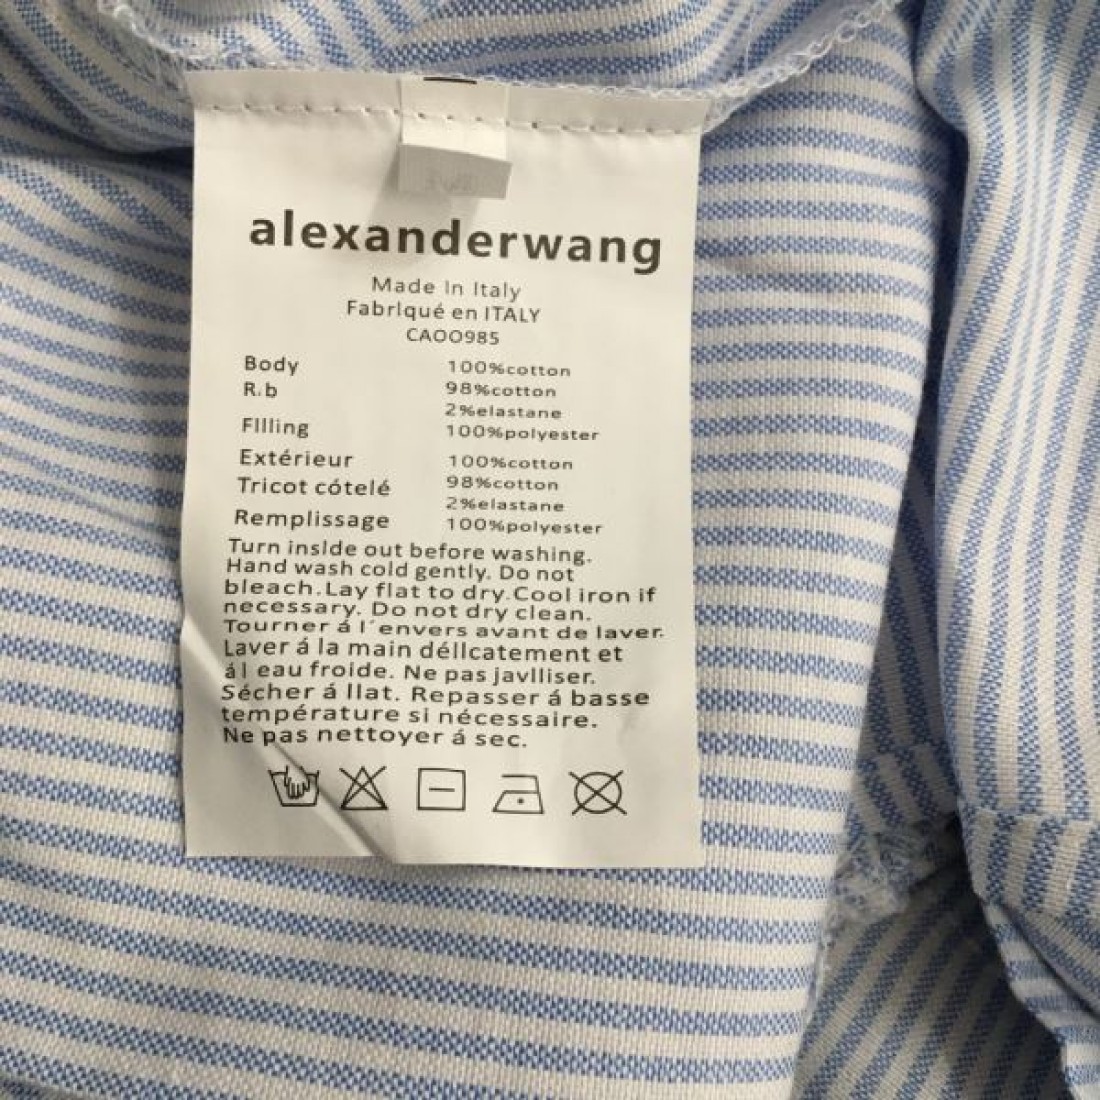 alexanderwang
Made In Italy
Fabrlqué en ITALY
CAOO985
Body 100%cotton
R.b 98%cotton
2%elastane
FIlling 100%polyester
Extérieur 100%cotton
Tricot cótelé 98%cotton
2%elastane
Remplissage 100%polyester
Turn inslde out before washing.
Hand wash cold gently. Do not
bleach.Lay flat to dry.Cool iron if
necessary. Do not dry clean.
Tourner á l´envers avant de laver.
Laver á la main déllcatement et
ál eau froide. Ne pas javlliser.
Sécher á llat. Repasser á basse
température si nécessaire.
Ne pas nettoyer á sec.